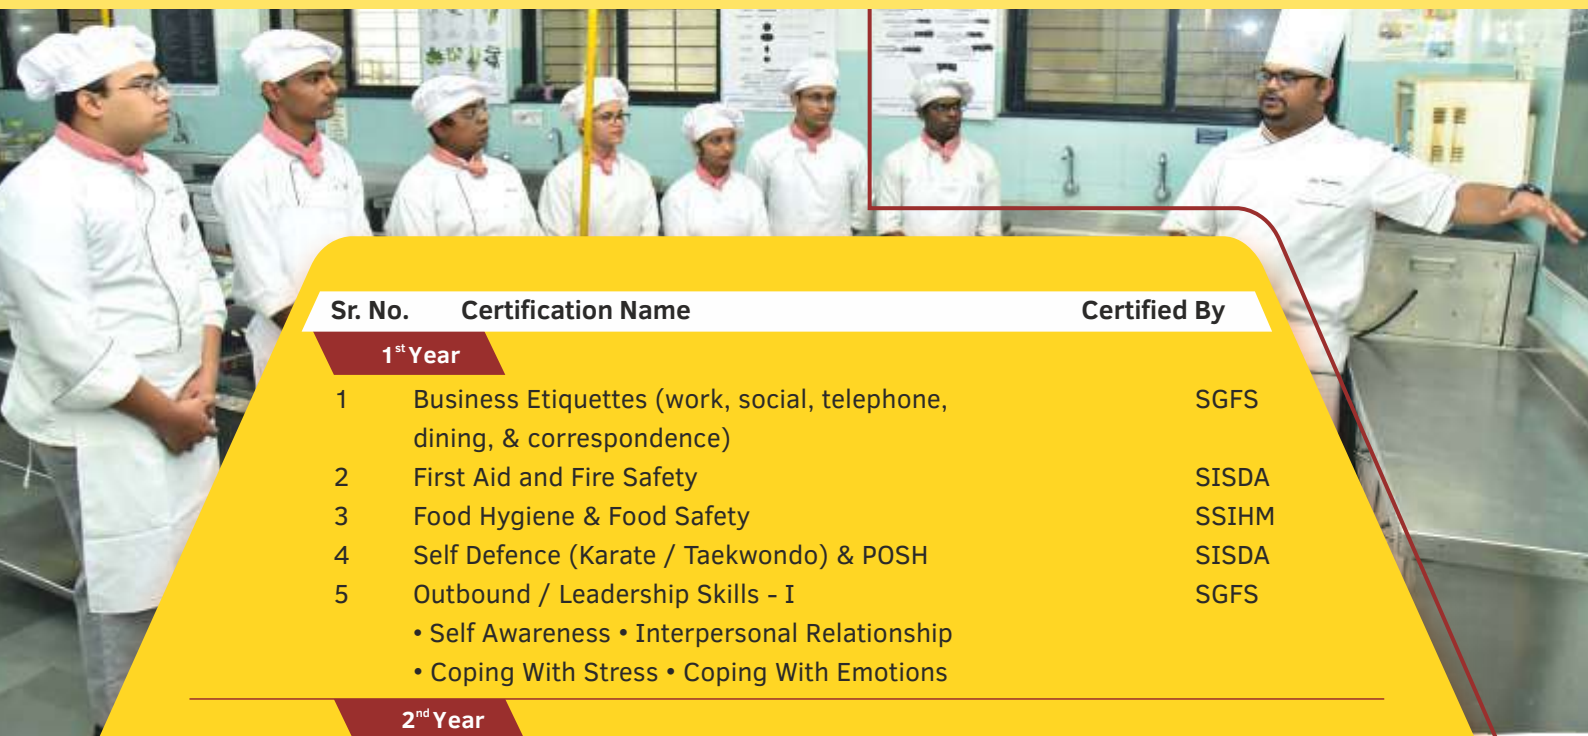 Sr. No. Certification Name Certified By
1st Year
1 Business Etiquettes (work, social, telephone, SGFS
dining, & correspondence)
2 First Aid and Fire Safety SISDA
3 Food Hygiene & Food Safety SSIHM
4 Self Defence (Karate / Taekwondo) & POSH SISDA
5 Outbound / Leadership Skills - I SGFS
• Self Awareness • Interpersonal Relationship
• Coping With Stress • Coping With Emotions
2nd Year